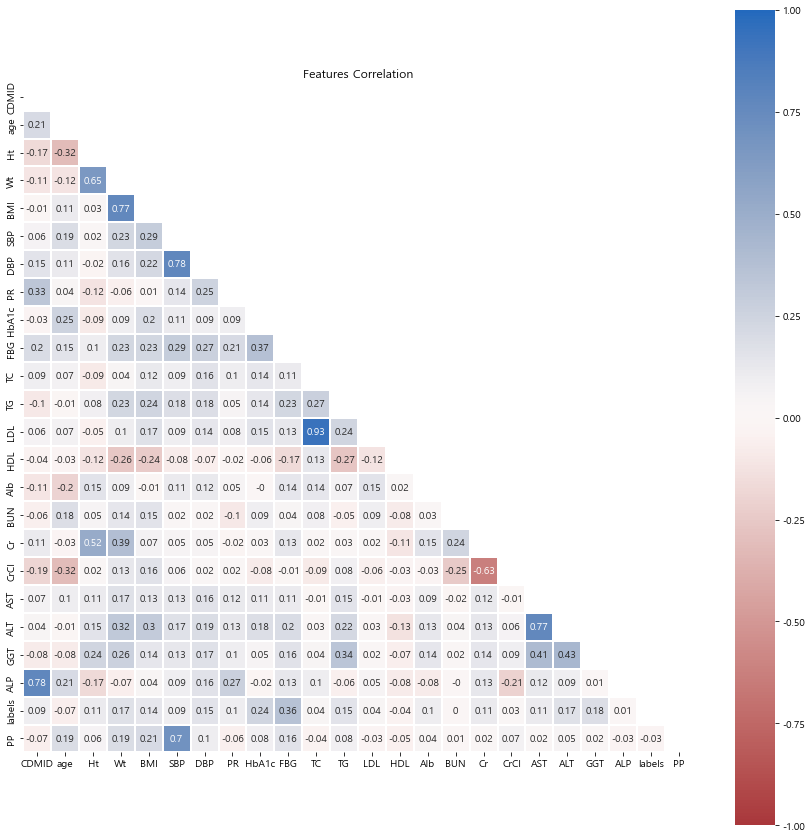 Features Correlation
1.00
CDMID
age 0.21
Ht -0.17 -0.32
0.75
Wt -0.11 -0.12 0.65
BMI -0.01 0.11 0.03 0.77
SBP 0.06 0.19 0.02 0.23 0.29
0.50
DBP 0.15 0.11 -0.02 0.16 0.22 0.78
PR 0.33 0.04 -0.12 -0.06 0.01 0.14 0.25
HbA1c -0.03 0.25 -0.09 0.09 0.2 0.11 0.09 0.09
0.25
FBG 0.2 0.15 0.1 0.23 0.23 0.29 0.27 0.21 0.37
TC 0.09 0.07 -0.09 0.04 0.12 0.09 0.16 0.1 0.14 0.11
TG -0.1 -0.01 0.08 0.23 0.24 0.18 0.18 0.05 0.14 0.23 0.27
0.00
LDL 0.06 0.07 -0.05 0.1 0.17 0.09 0.14 0.08 0.15 0.13 0.93 0.24
HDL -0.04 -0.03 -0.12 -0.26 -0.24 -0.08 -0.07 -0.02 -0.06 -0.17 0.13 -0.27 -0.12
Alb -0.11 -0.2 0.15 0.09 -0.01 0.11 0.12 0.05 -0 0.14 0.14 0.07 0.15 0.02
BUN -0.06 0.18 0.05 0.14 0.15 0.02 0.02 -0.1 0.09 0.04 0.08 -0.05 0.09 -0.08 0.03
-0.25
Cr 0.11 -0.03 0.52 0.39 0.07 0.05 0.05 -0.02 0.03 0.13 0.02 0.03 0.02 -0.11 0.15 0.24
CrCl -0.19 -0.32 0.02 0.13 0.16 0.06 0.02 0.02 -0.08 -0.01 -0.09 0.08 -0.06 -0.03 -0.03 -0.25 -0.63
AST 0.07 0.1 0.11 0.17 0.13 0.13 0.16 0.12 0.11 0.11 -0.01 0.15 -0.01 -0.03 0.09 -0.02 0.12 -0.01
-0.50
ALT 0.04 -0.01 0.15 0.32 0.3 0.17 0.19 0.13 0.18 0.2 0.03 0.22 0.03 -0.13 0.13 0.04 0.13 0.06 0.77
GGT -0.08 -0.08 0.24 0.26 0.14 0.13 0.17 0.1 0.05 0.16 0.04 0.34 0.02 -0.07 0.14 0.02 0.14 0.09 0.41 0.43
ALP 0.78 0.21 -0.17 -0.07 0.04 0.09 0.16 0.27 -0.02 0.13 0.1 -0.06 0.05 -0.08 -0.08 -0 0.13 -0.21 0.12 0.09 0.01
-0.75
labels 0.09 -0.07 0.11 0.17 0.14 0.09 0.15 0.1 0.24 0.36 0.04 0.15 0.04 -0.04 0.1 0 0.11 0.03 0.11 0.17 0.18 0.01
PP -0.07 0.19 0.06 0.19 0.21 0.7 0.1 -0.06 0.08 0.16 -0.04 0.08 -0.03 -0.05 0.04 0.01 0.02 0.07 0.02 0.05 0.02 -0.03 -0.03
CDMID age Ht Wt BMI SBP DBP PR HbA1c FBG TC TG LDL HDL Alb BUN Cr CrCl AST ALT GGT ALP labels PP
-1.00